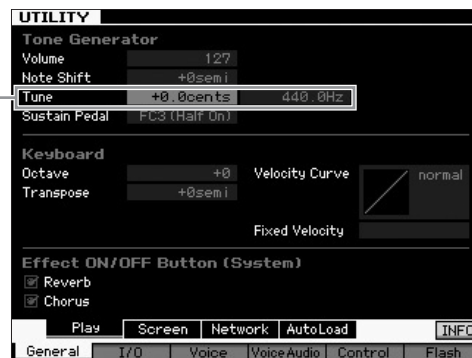 UTILITY
Tone Generator
Volume 127
Note Shift +0semi
Tune +0.0cents 440.0Hz
Sustain Pedal FC3(Half On)
Keyboard
Octave +0 Velocity Curve normal
Transpose +0semi
Fixed Velocity
Effect ON/OFF Button (System)
Reverb
Chorus
Play Screen Network AutoLoad INFO
General I/O Voice VoiceAudio Control Flash